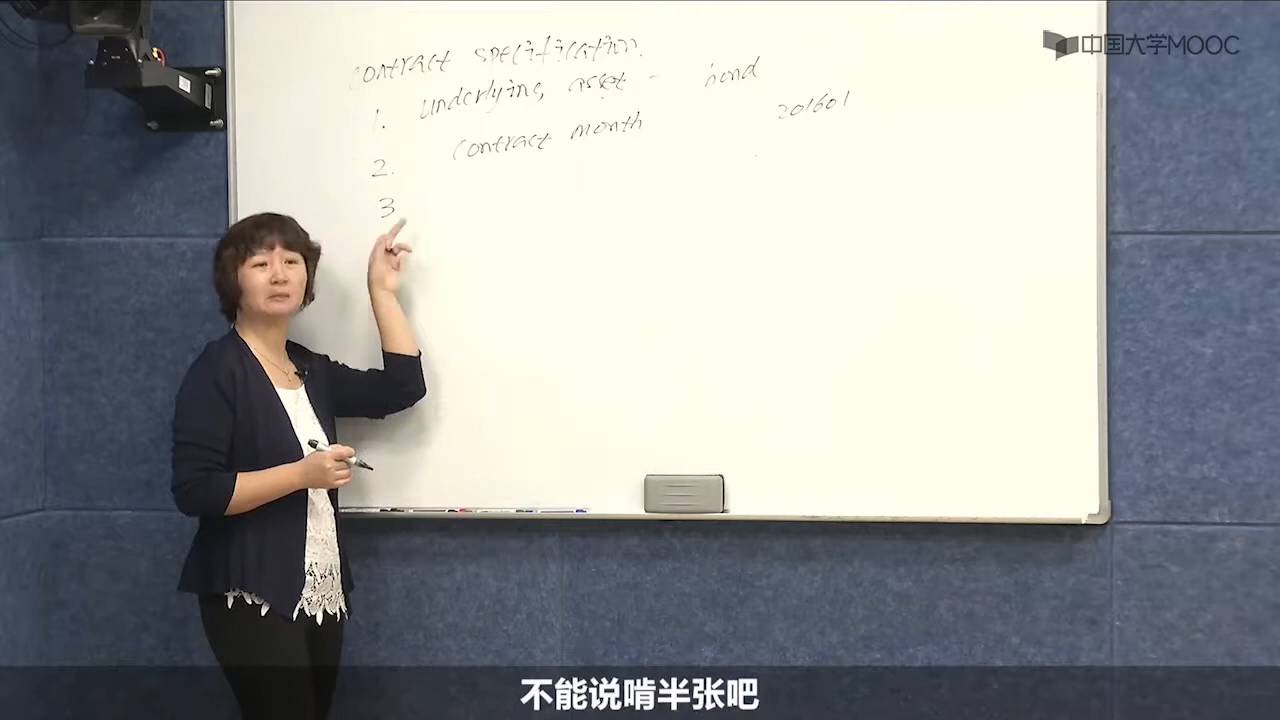 中国大学MOOC
contract specification.
1. underlying asset - bond
2. contract month 201601
3
不能说啃半张吧